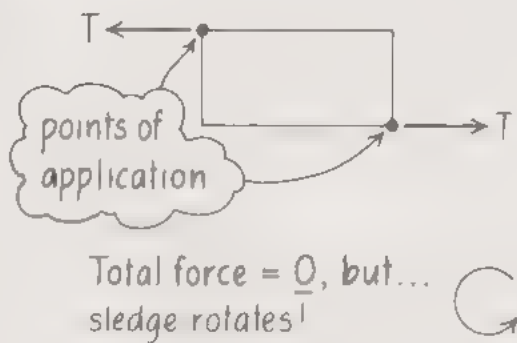 T
T
points of
application
Total force = 0, but...
sledge rotates!